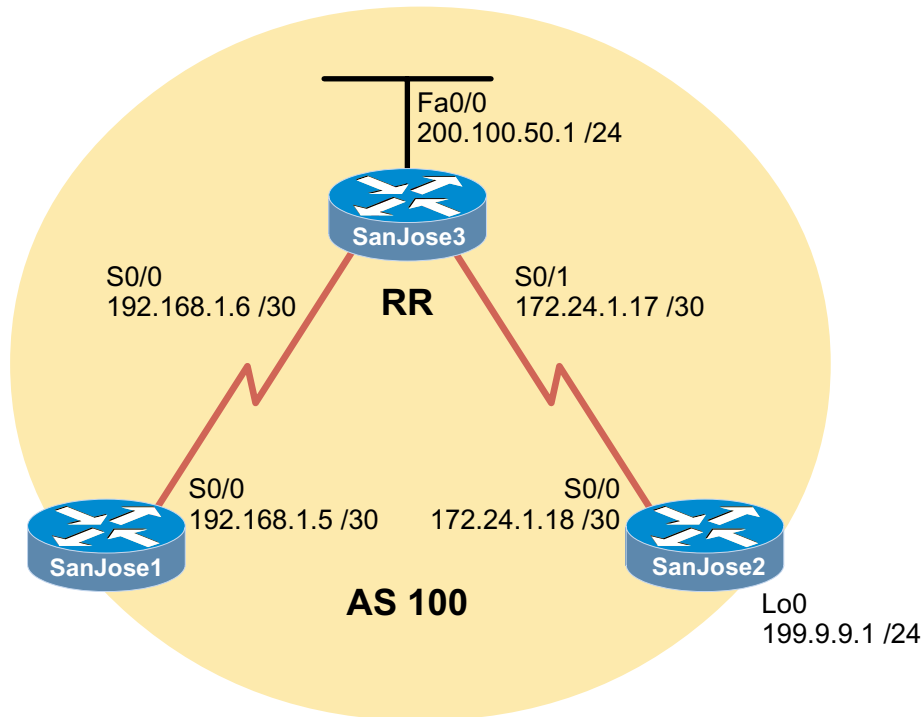 Fa0/0
200.100.50.1 /24
SanJose3
S0/0
192.168.1.6 /30
RR
S0/1
172.24.1.17 /30
S0/0
192.168.1.5 /30
S0/0
172.24.1.18 /30
SanJose1
SanJose2
AS 100
Lo0
199.9.9.1 /24